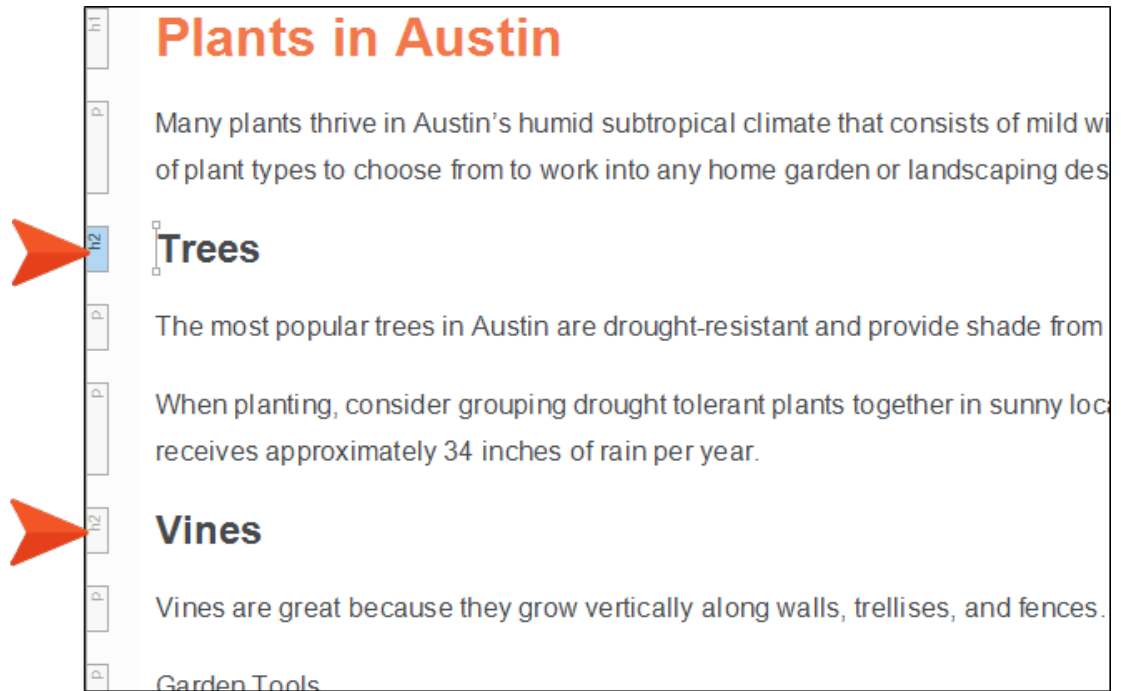 h1
Plants in Austin
p
Many plants thrive in Austin’s humid subtropical climate that consists of mild
of plant types to choose from to work into any home garden or landscaping
h2
Trees
p
The most popular trees in Austin are drought-resistant and provide shade from
p
When planting, consider grouping drought tolerant plants together in sunny
receives approximately 34 inches of rain per year.
h2
Vines
p
Vines are great because they grow vertically along walls, trellises, and fences.
p
Garden Tools